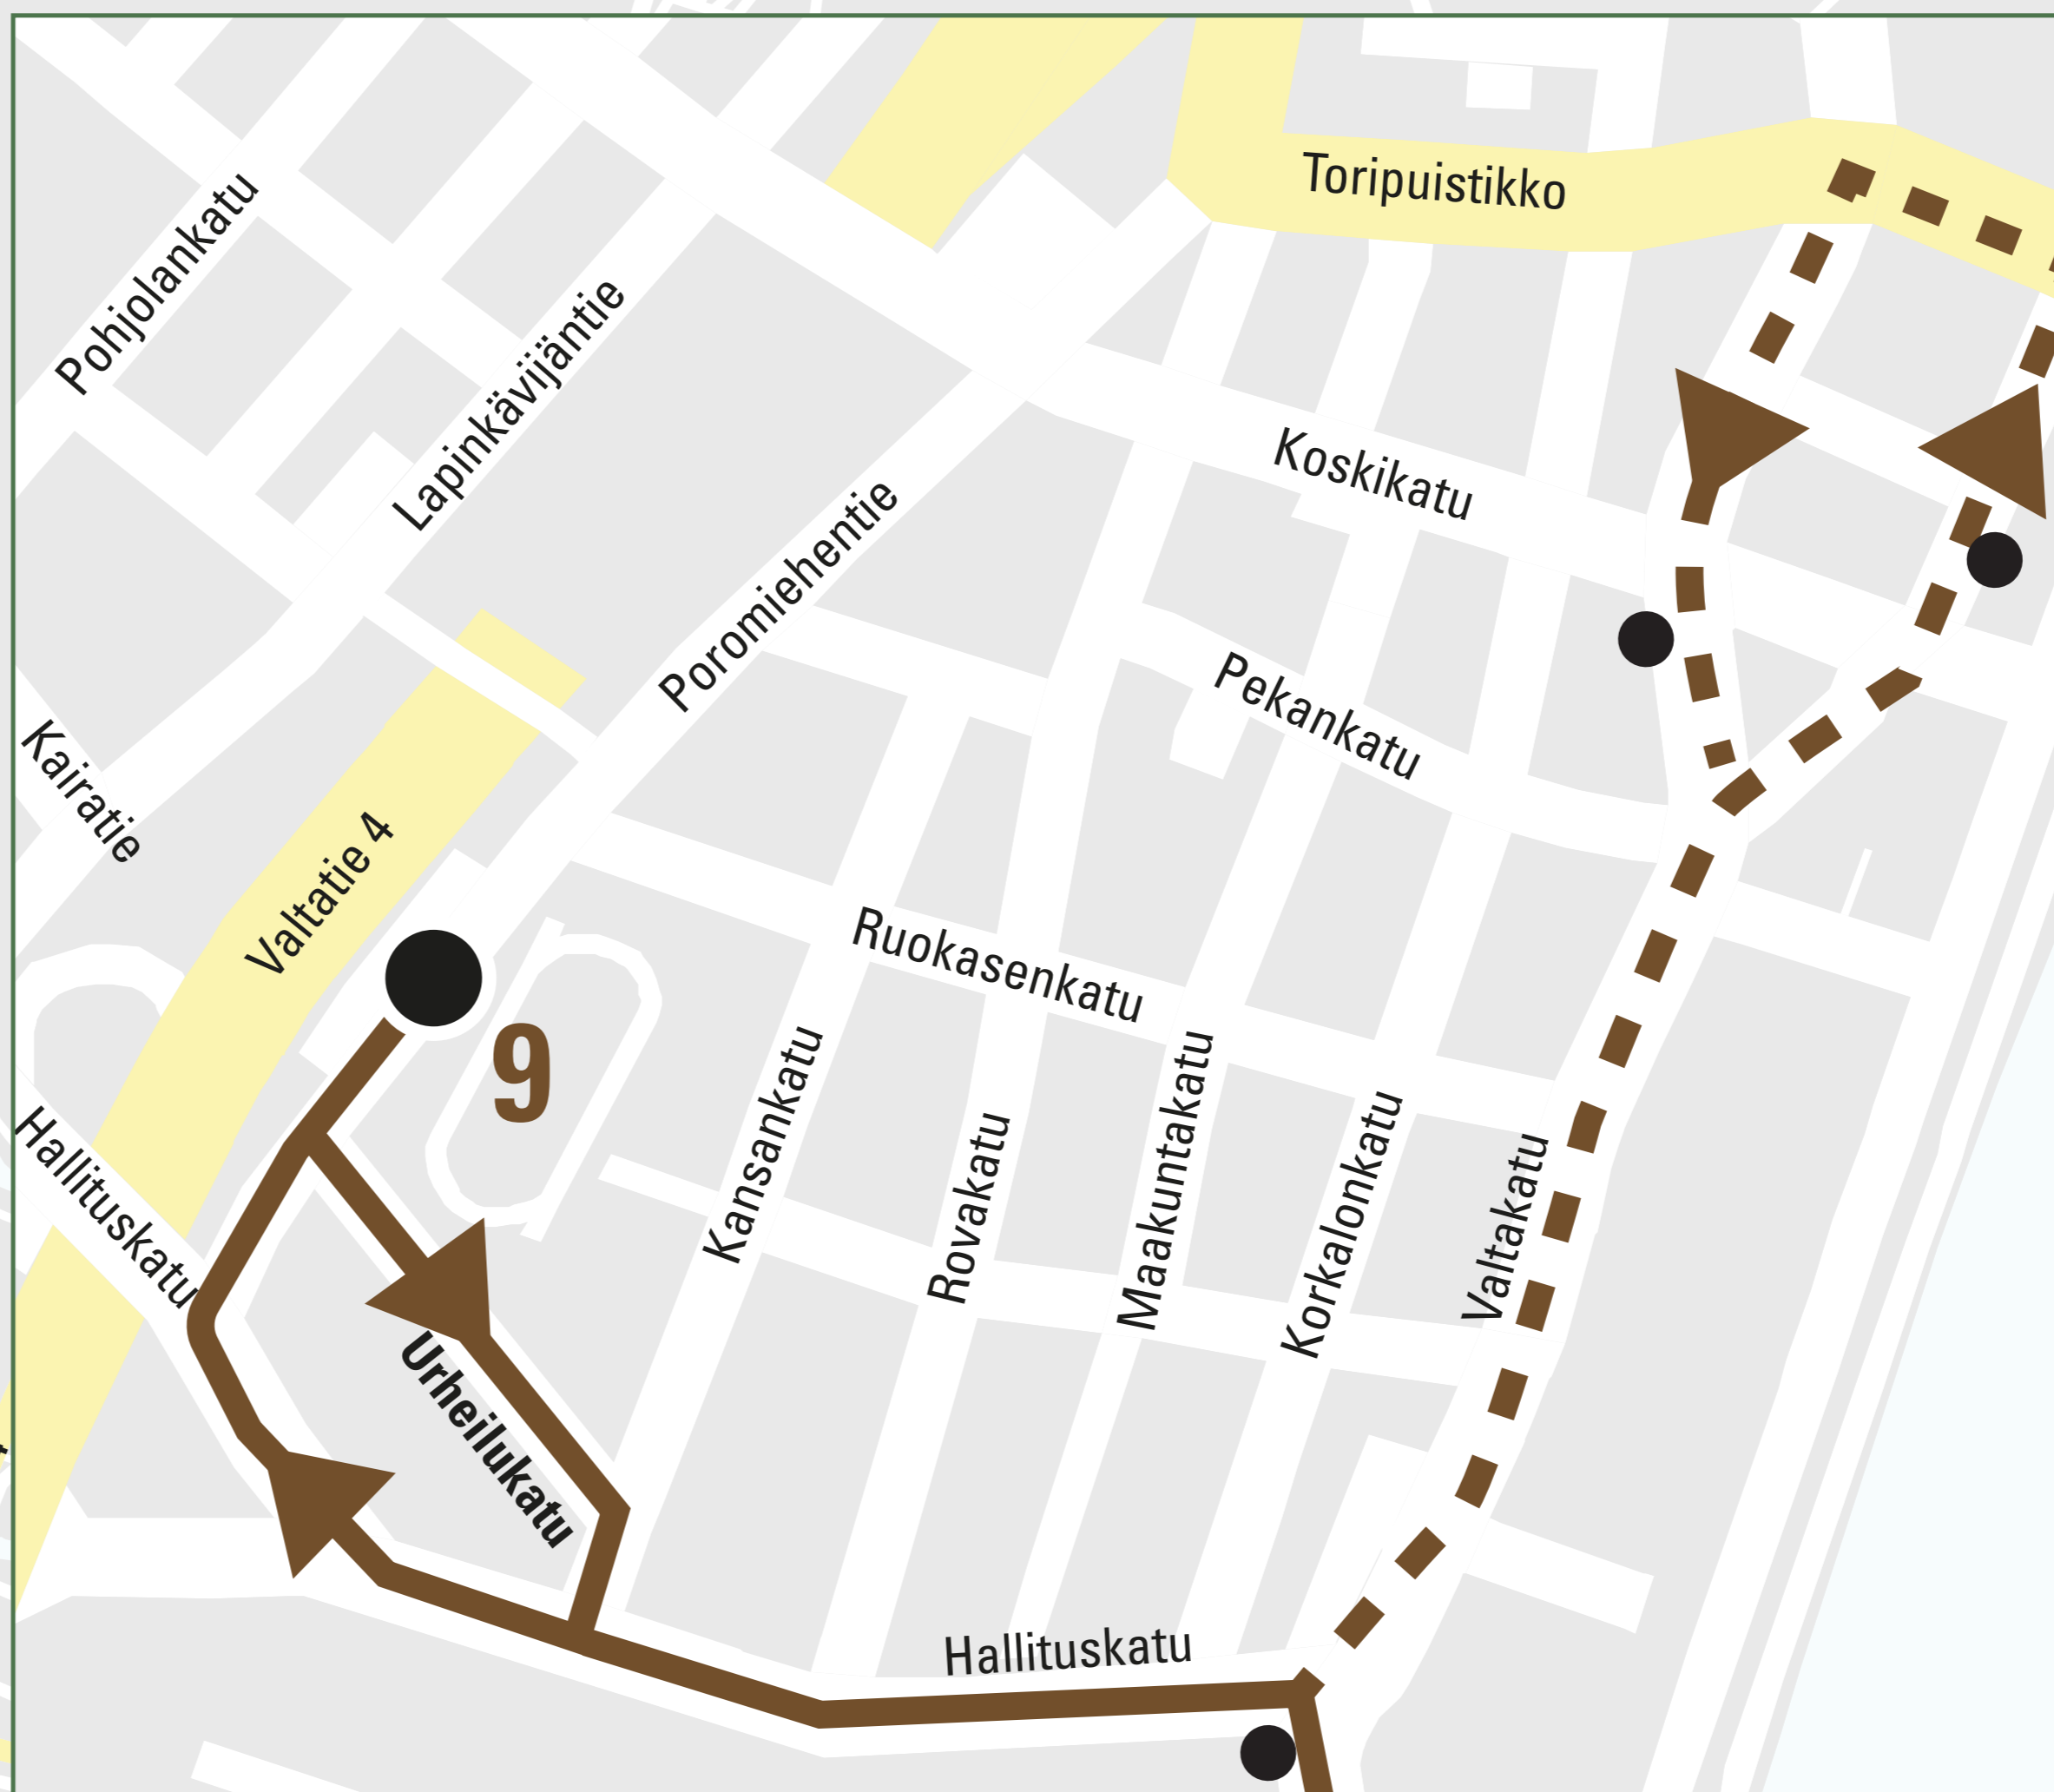 Toripuistikko
Pohjolankatu
Lapinkävijäntie
Koskikatu
Poromiehentie
Pekankatu
Kairatie
Valtatie 4
Ruokasenkatu
9
Kansankatu
Rovakatu
Maakuntakatu
Korkalonkatu
Valtakatu
Hallituskatu
Urheilukatu
Hallituskatu